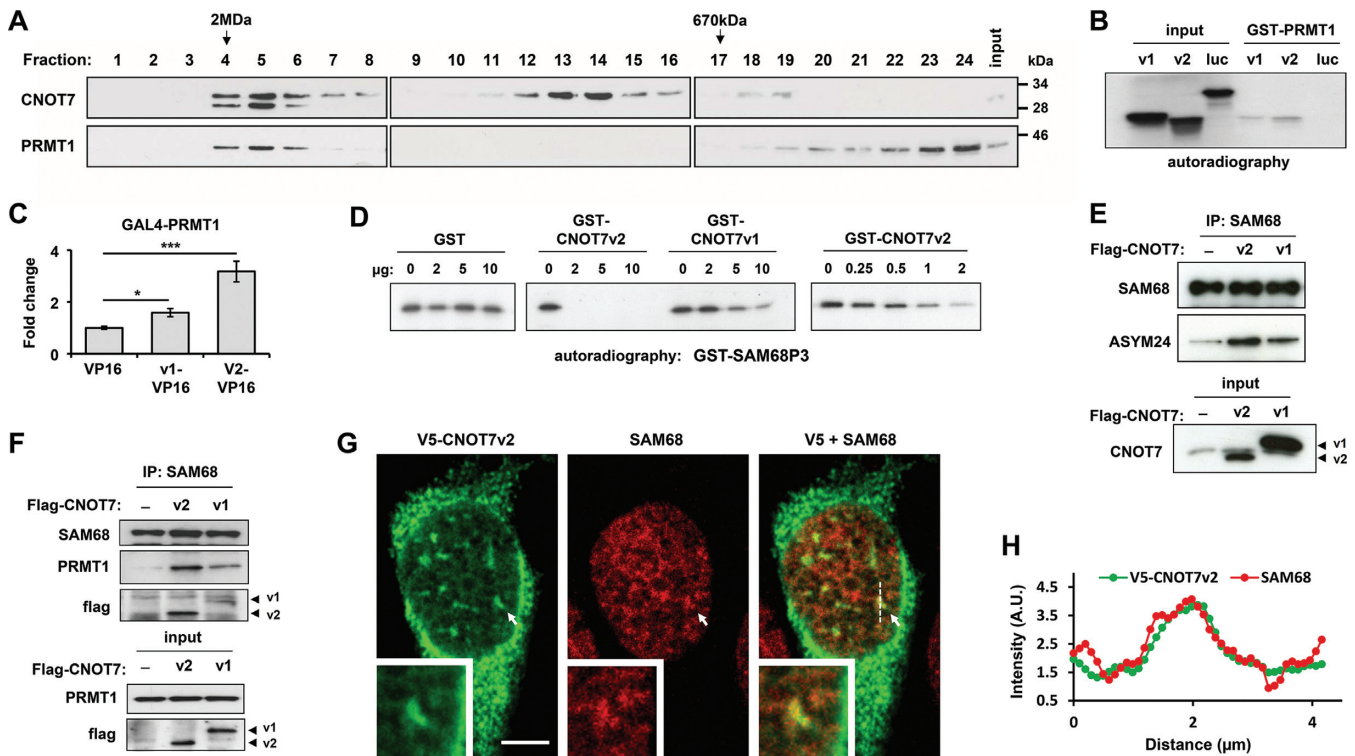 A
2MDa
670kDa
Fraction: 1 2 3 4 5 6 7 8 9 10 11 12 13 14 15 16 17 18 19 20 21 22 23 24 input kDa
CNOT7
34
28
PRMT1
46
B
input GST-PRMT1
v1 v2 luc v1 v2 luc
autoradiography
C
GAL4-PRMT1
Fold change
4
2
0
***
*
VP16 v1-VP16 V2-VP16
D
GST GST-CNOT7v2 GST-CNOT7v1 GST-CNOT7v2
µg: 0 2 5 10 0 2 5 10 0 2 5 10 0 0.25 0.5 1 2
autoradiography: GST-SAM68P3
E
IP: SAM68
Flag-CNOT7: – v2 v1
SAM68
ASYM24
input
Flag-CNOT7: – v2 v1
CNOT7
v1
v2
F
IP: SAM68
Flag-CNOT7: – v2 v1
SAM68
PRMT1
flag
v1
v2
input
Flag-CNOT7: – v2 v1
PRMT1
flag
v1
v2
G
V5-CNOT7v2 SAM68 V5 + SAM68
H
V5-CNOT7v2 SAM68
Intensity (A.U.)
4.5
3.5
2.5
1.5
0.5
0 2 4
Distance (µm)